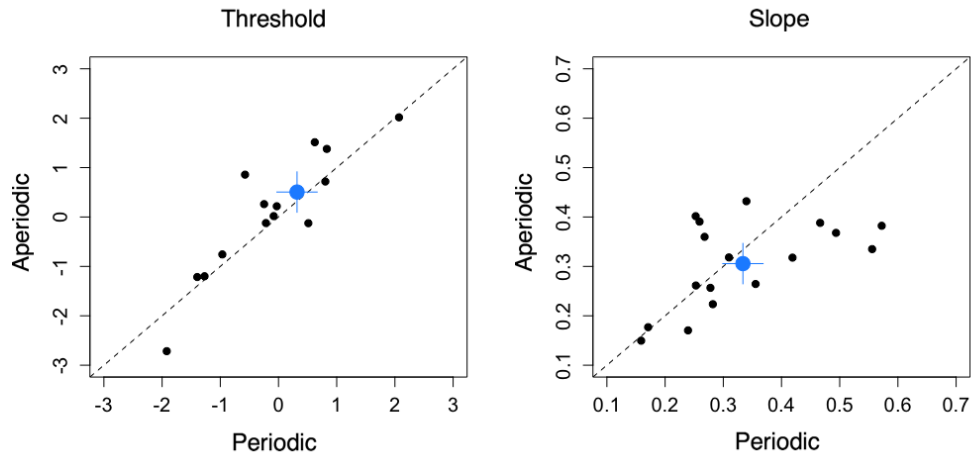 Threshold
Aperiodic
3
2
1
0
-1
-2
-3
-3 -2 -1 0 1 2 3
Periodic
Slope
Aperiodic
0.7
0.6
0.5
0.4
0.3
0.2
0.1
0.1 0.2 0.3 0.4 0.5 0.6 0.7
Periodic